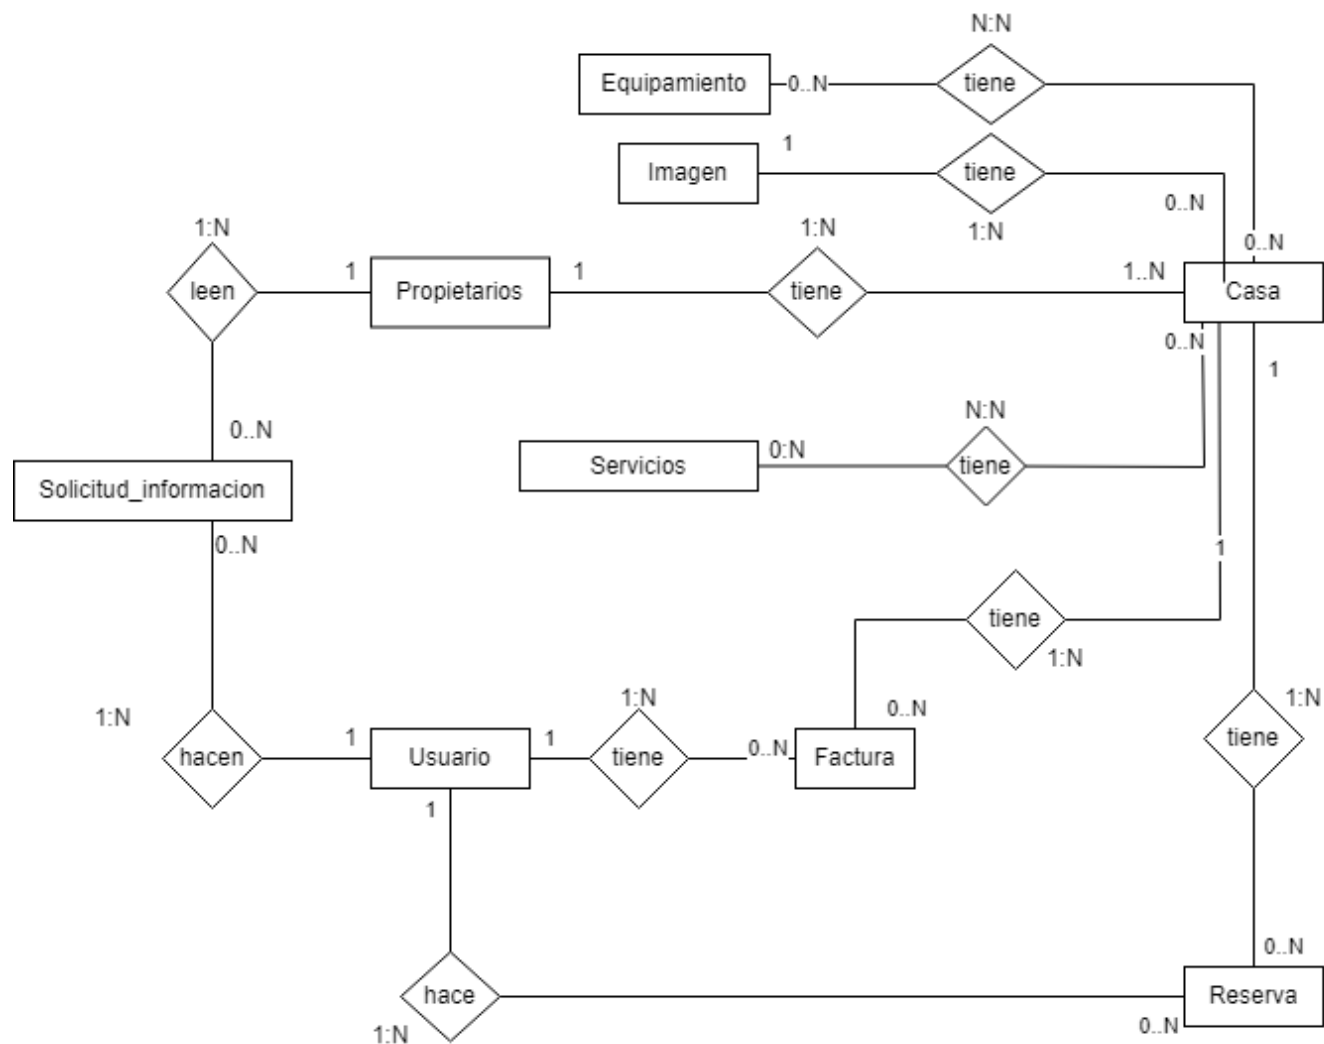 N:N
Equipamiento
0..N
tiene
1
Imagen
tiene
0..N
1:N
0..N
1:N
1:N
leen
1
Propietarios
1
tiene
1..N
Casa
0..N
1
N:N
0..N
0:N
Servicios
tiene
Solicitud_informacion
0..N
1
tiene
1:N
1:N
1:N
1:N
0..N
hacen
1
Usuario
1
tiene
0..N
Factura
tiene
1
0..N
hace
Reserva
1:N
0..N